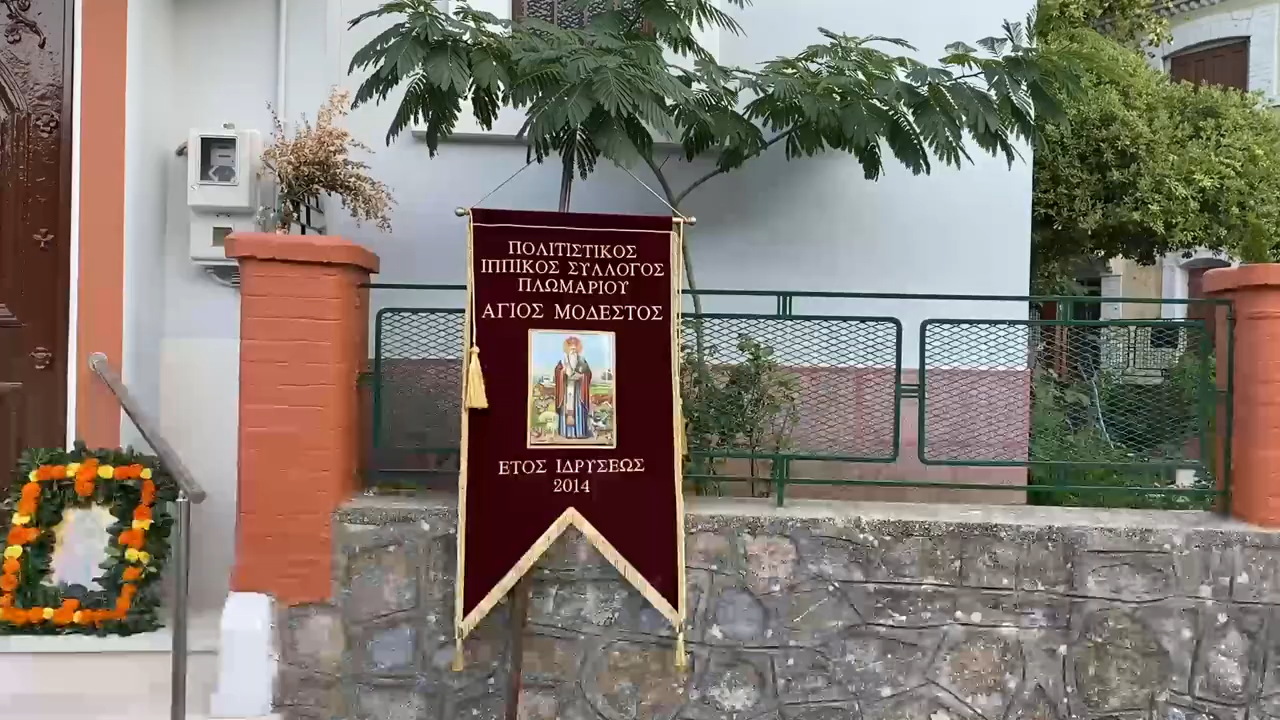 ΠΟΛΙΤΙΣΤΙΚΟΣ
ΙΠΠΙΚΟΣ ΣΥΛΛΟΓΟΣ
ΠΛΩΜΑΡΙΟΥ
ΑΓΙΟΣ ΜΟΔΕΣΤΟΣ
ΕΤΟΣ ΙΔΡΥΣΕΩΣ
2014